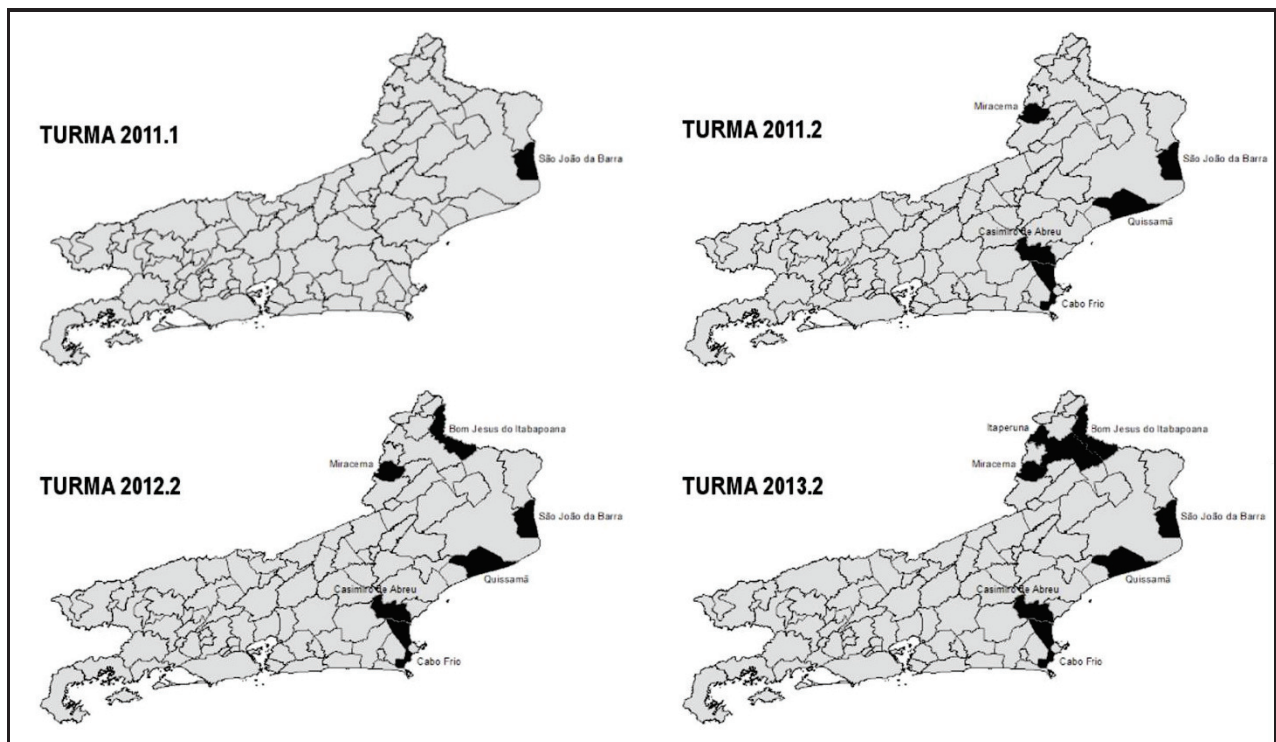 TURMA 2011.1
São João da Barra
TURMA 2011.2
Miracema
São João da Barra
Quissamã
Casimiro de Abreu
Cabo Frio
TURMA 2012.2
Bom Jesus do Itabapoana
Miracema
São João da Barra
Quissamã
Casimiro de Abreu
Cabo Frio
TURMA 2013.2
Itaperuna
Bom Jesus do Itabapoana
Miracema
São João da Barra
Quissamã
Casimiro de Abreu
Cabo Frio